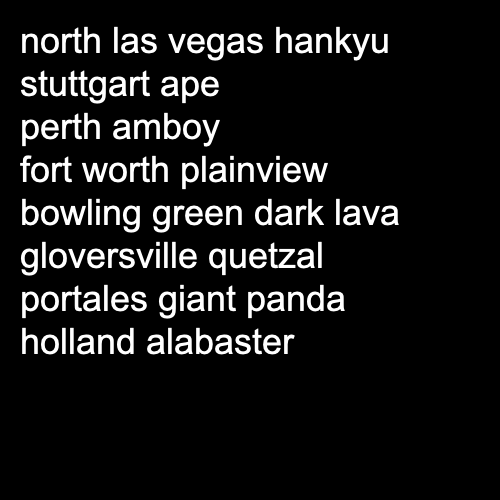 north las vegas hankyu
stuttgart ape
perth amboy
fort worth plainview
bowling green dark lava
gloversville quetzal
portales giant panda
holland alabaster